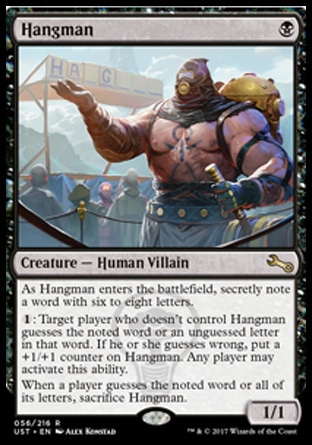 Hangman
HA G
Creature — Human Villain
As Hangman enters the battlefield, secretly note
a word with six to eight letters.
1: Target player who doesn't control Hangman
guesses the noted word or an unguessed letter
in that word. If he or she guesses wrong, put a
+1/+1 counter on Hangman. Any player may
activate this ability.
When a player guesses the noted word or all of
its letters, sacrifice Hangman.
1/1
056/216 R
UST • EN Alex Konstad
™ & © 2017 Wizards of the Coast